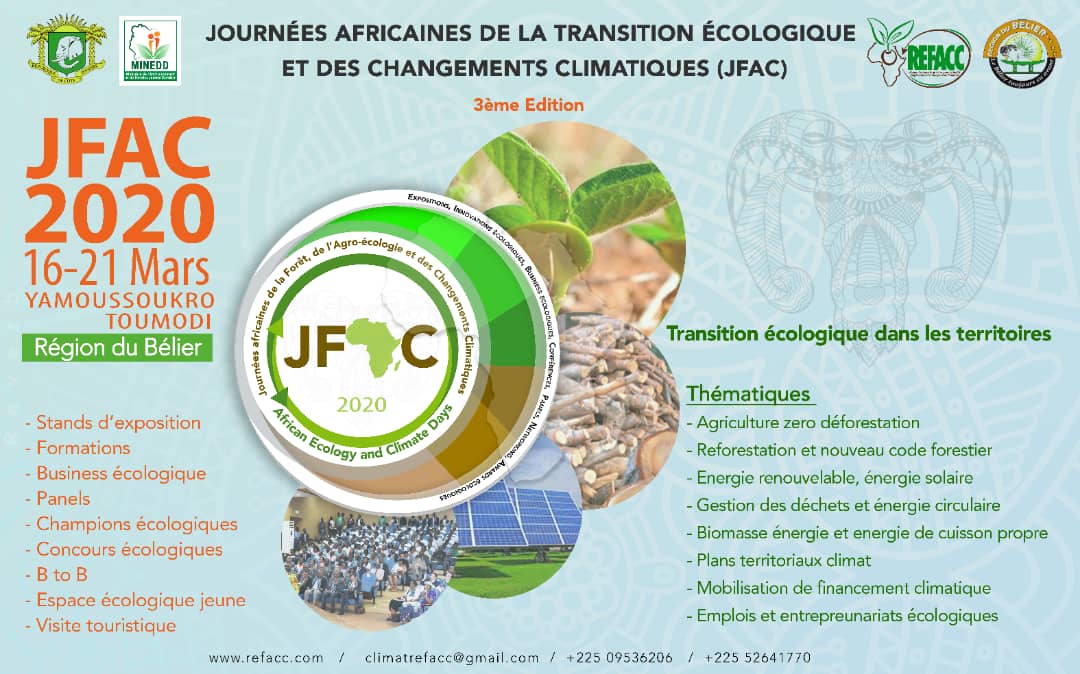 JOURNÉES AFRICAINES DE LA TRANSITION ÉCOLOGIQUE
ET DES CHANGEMENTS CLIMATIQUES (JFAC)
3ème Edition
MINEDD
REFACC
REGION DU BÉLIER
JFAC
2020
16-21 Mars
YAMOUSSOUKRO
TOUMODI
Région du Bélier
- Stands d'exposition
- Formations
- Business écologique
- Panels
- Champions écologiques
- Concours écologiques
- B to B
- Espace écologique jeune
- Visite touristique
Expositions, Innovations Ecologiques, Business ecologiques, Conférences, Panels, Networking, Awards écologiques
Journées africaines de la Forêt, de l'Agro-écologie et des Changements Climatiques
JF C
2020
African Ecology and Climate Days
Transition écologique dans les territoires
Thématiques
- Agriculture zero déforestation
- Reforestation et nouveau code forestier
- Energie renouvelable, énergie solaire
- Gestion des déchets et énergie circulaire
- Biomasse énergie et energie de cuisson propre
- Plans territoriaux climat
- Mobilisation de financement climatique
- Emplois et entrepreunariats écologiques
www.refacc.com / climatrefacc@gmail.com / +225 09536206 / +225 52641770